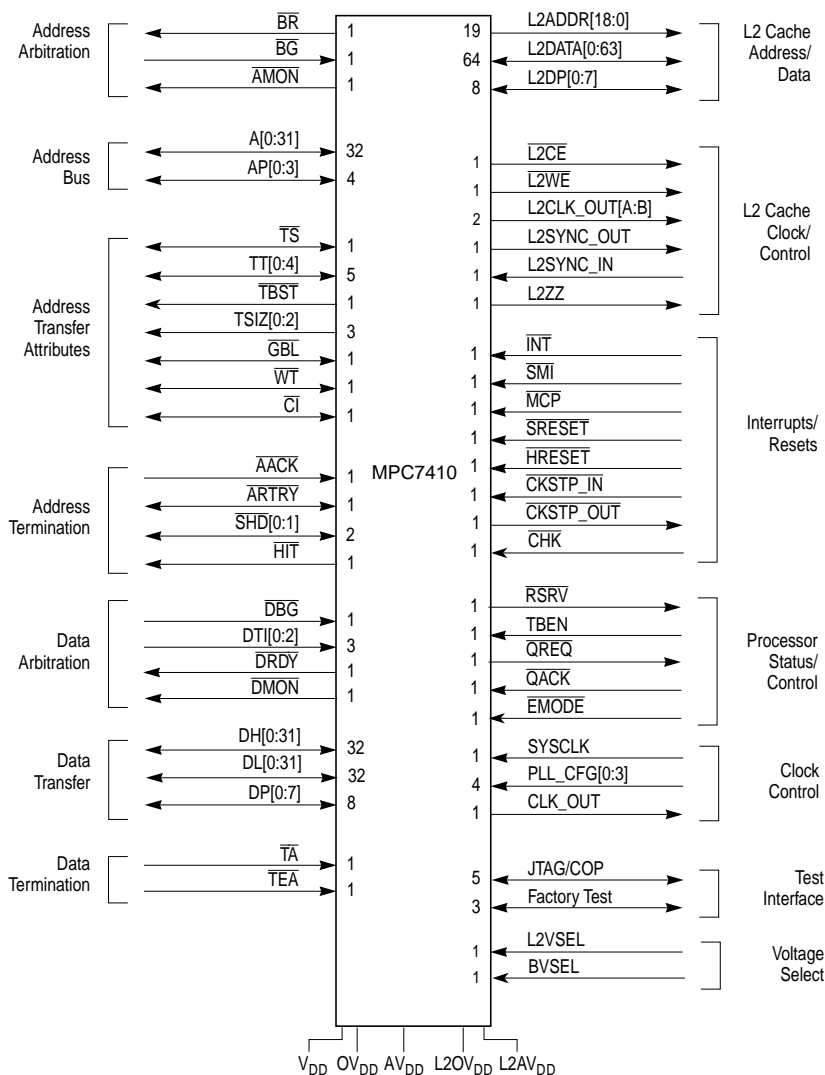 Address
Arbitration
BR 1
BG 1
AMON 1
Address
Bus
A[0:31] 32
AP[0:3] 4
Address
Transfer
Attributes
TS 1
TT[0:4] 5
TBST 1
TSIZ[0:2] 3
GBL 1
WT 1
CI 1
Address
Termination
AACK 1
ARTRY 1
SHD[0:1] 2
HIT 1
Data
Arbitration
DBG 1
DTI[0:2] 3
DRDY 1
DMON 1
Data
Transfer
DH[0:31] 32
DL[0:31] 32
DP[0:7] 8
Data
Termination
TA 1
TEA 1
MPC7410
19 L2ADDR[18:0]
64 L2DATA[0:63]
8 L2DP[0:7]
L2 Cache
Address/
Data
1 L2CE
1 L2WE
2 L2CLK_OUT[A:B]
1 L2SYNC_OUT
1 L2SYNC_IN
1 L2ZZ
L2 Cache
Clock/
Control
1 INT
1 SMI
1 MCP
1 SRESET
1 HRESET
1 CKSTP_IN
1 CKSTP_OUT
1 CHK
Interrupts/
Resets
1 RSRV
1 TBEN
1 QREQ
1 QACK
1 EMODE
Processor
Status/
Control
1 SYSCLK
4 PLL_CFG[0:3]
1 CLK_OUT
Clock
Control
5 JTAG/COP
3 Factory Test
Test
Interface
1 L2VSEL
1 BVSEL
Voltage
Select
VDD OVDD AVDD L2OVDD L2AVDD